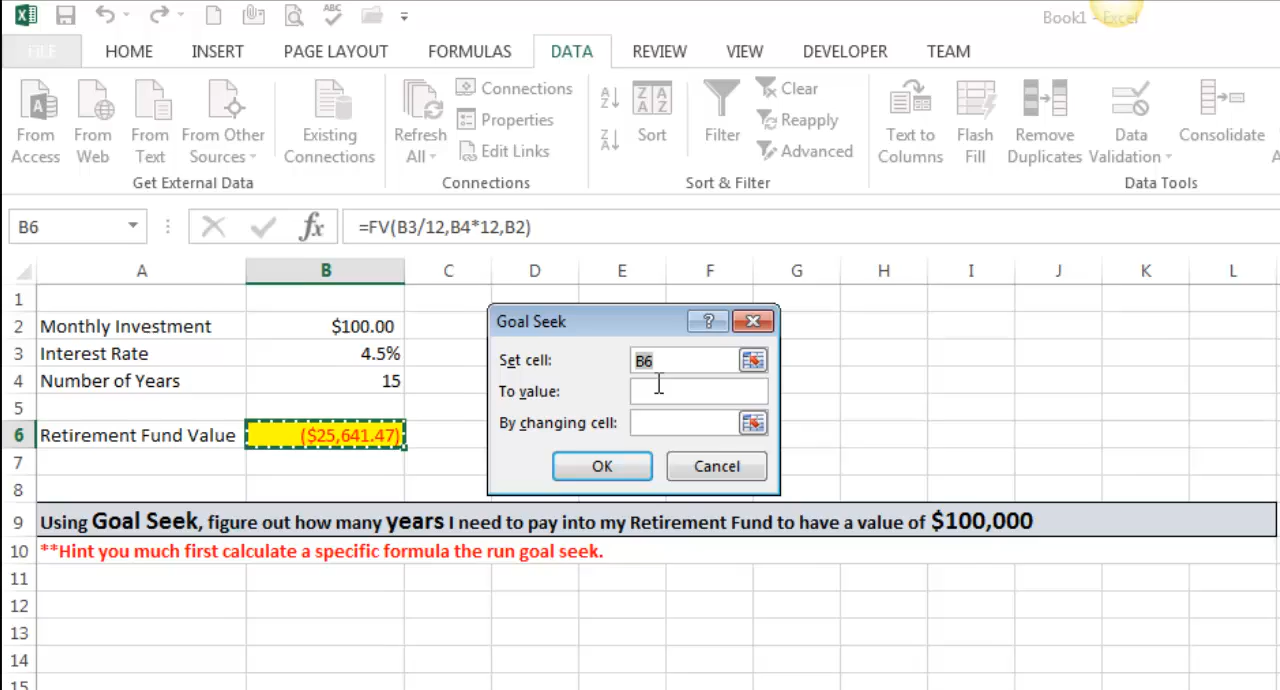 Book1 - Excel
FILE HOME INSERT PAGE LAYOUT FORMULAS DATA REVIEW VIEW DEVELOPER TEAM
From Access
From Web
From Text
From Other Sources
Existing Connections
Get External Data
Refresh All
Connections
Properties
Edit Links
Connections
Sort
Filter
Clear
Reapply
Advanced
Sort & Filter
Text to Columns
Flash Fill
Remove Duplicates
Data Validation
Consolidate
Data Tools
B6 fx =FV(B3/12,B4*12,B2)
A B C D E F G H I J K L
1
2 Monthly Investment $100.00
3 Interest Rate 4.5%
4 Number of Years 15
5
6 Retirement Fund Value ($25,641.47)
7
8
9 Using Goal Seek, figure out how many years I need to pay into my Retirement Fund to have a value of $100,000
10 **Hint you much first calculate a specific formula the run goal seek.
11
12
13
14
15
Goal Seek
Set cell: B6
To value:
By changing cell:
OK Cancel